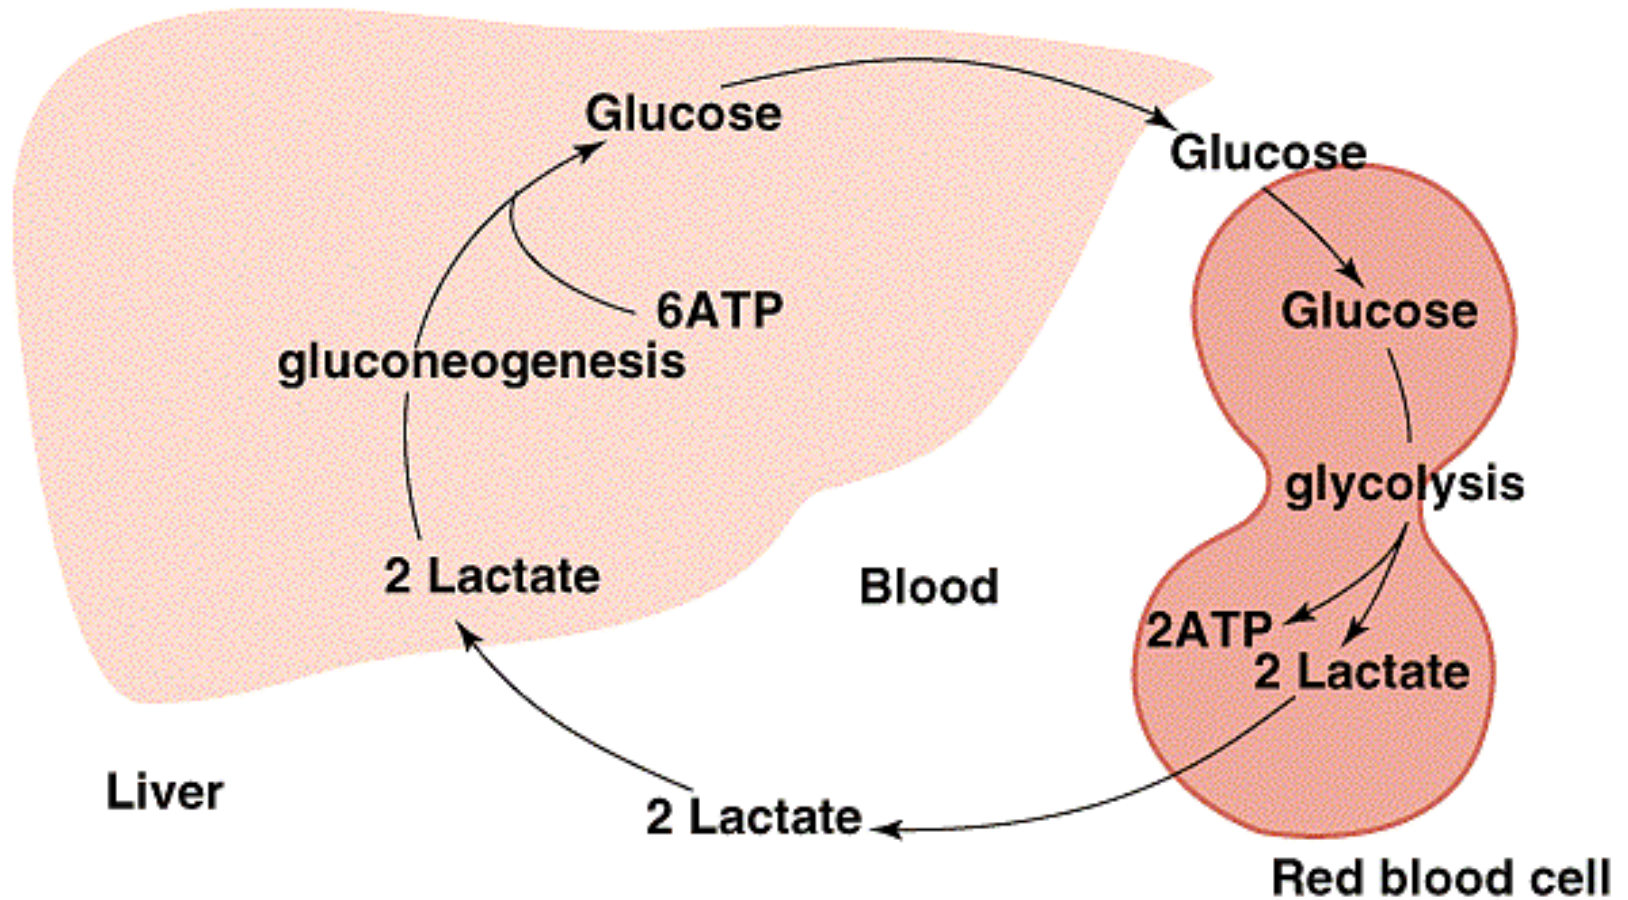 Glucose
Glucose
Glucose
6ATP
gluconeogenesis
glycolysis
2 Lactate
Blood
2ATP
2 Lactate
Liver
2 Lactate
Red blood cell